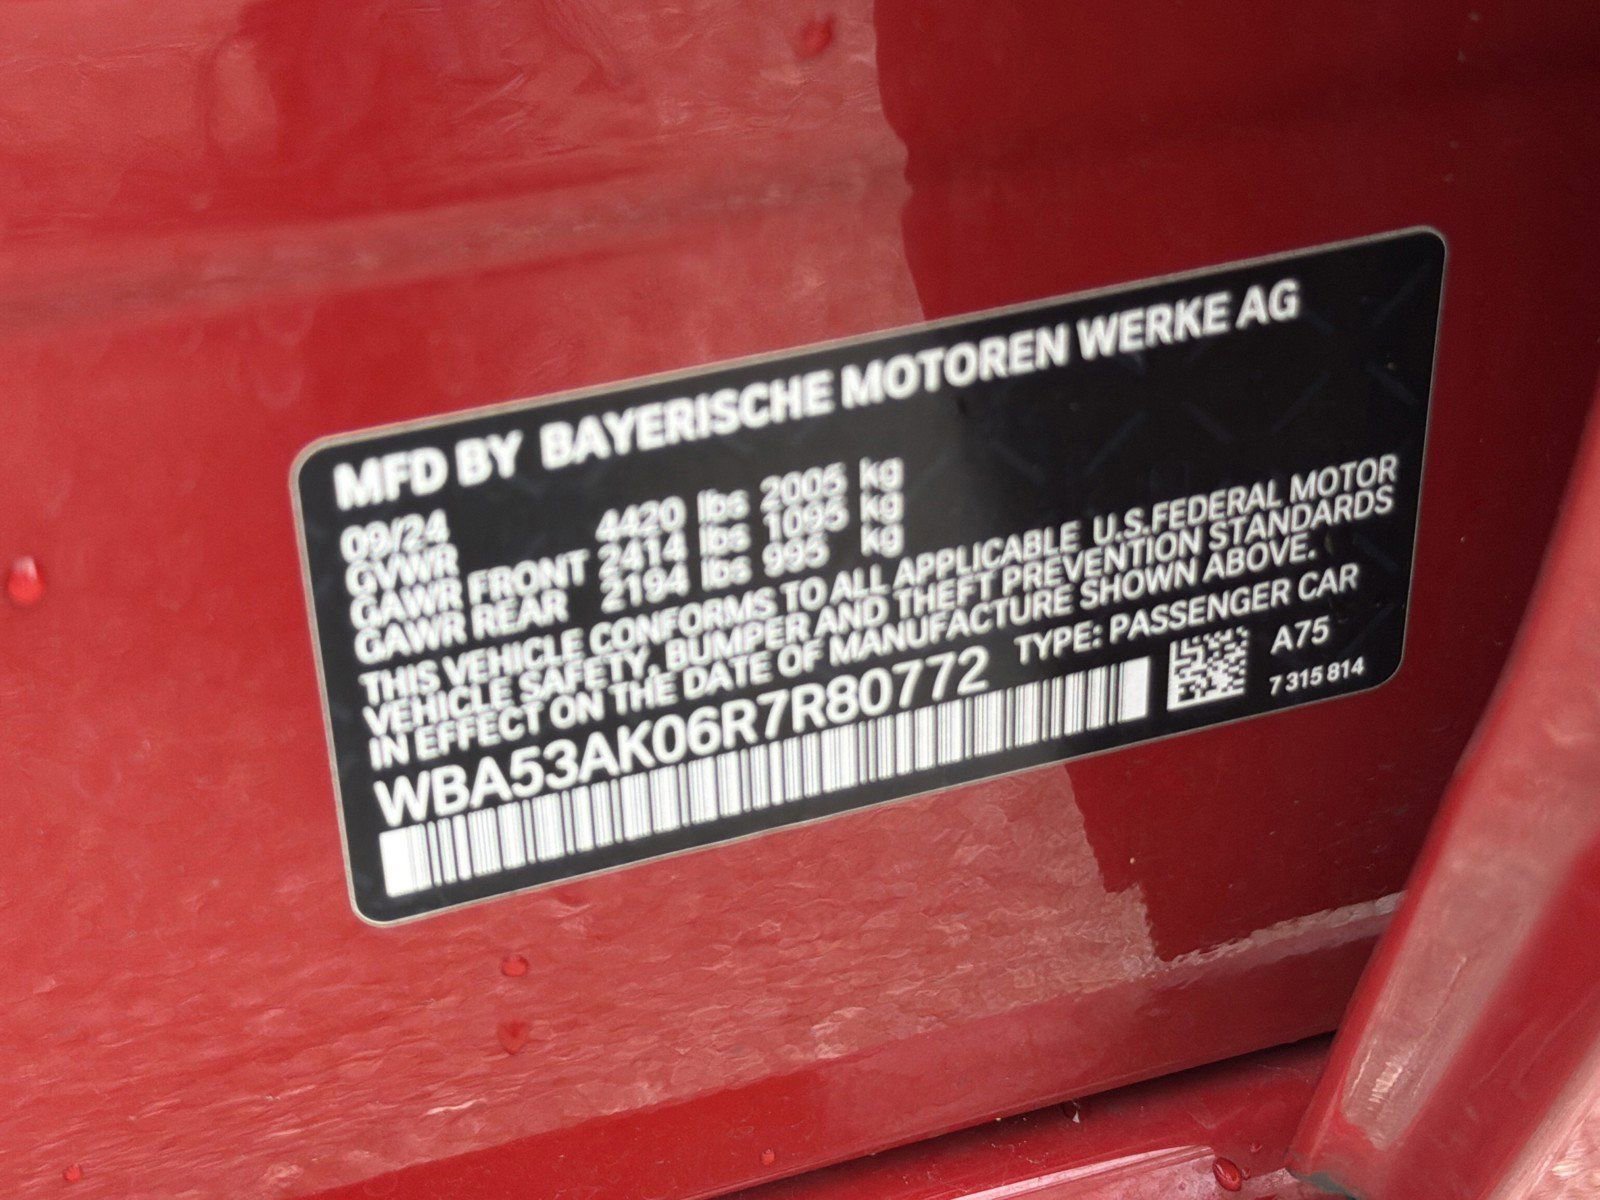 MFD BY BAYERISCHE MOTOREN WERKE AG
09/24
GVWR 4420 lbs 2005 kg
GAWR FRONT 2414 lbs 1095 kg
GAWR REAR 2194 lbs 995 kg
THIS VEHICLE CONFORMS TO ALL APPLICABLE U.S.FEDERAL MOTOR
VEHICLE SAFETY, BUMPER AND THEFT PREVENTION STANDARDS
IN EFFECT ON THE DATE OF MANUFACTURE SHOWN ABOVE.
WBA53AK06R7R80772 TYPE: PASSENGER CAR
A75
7 315 814